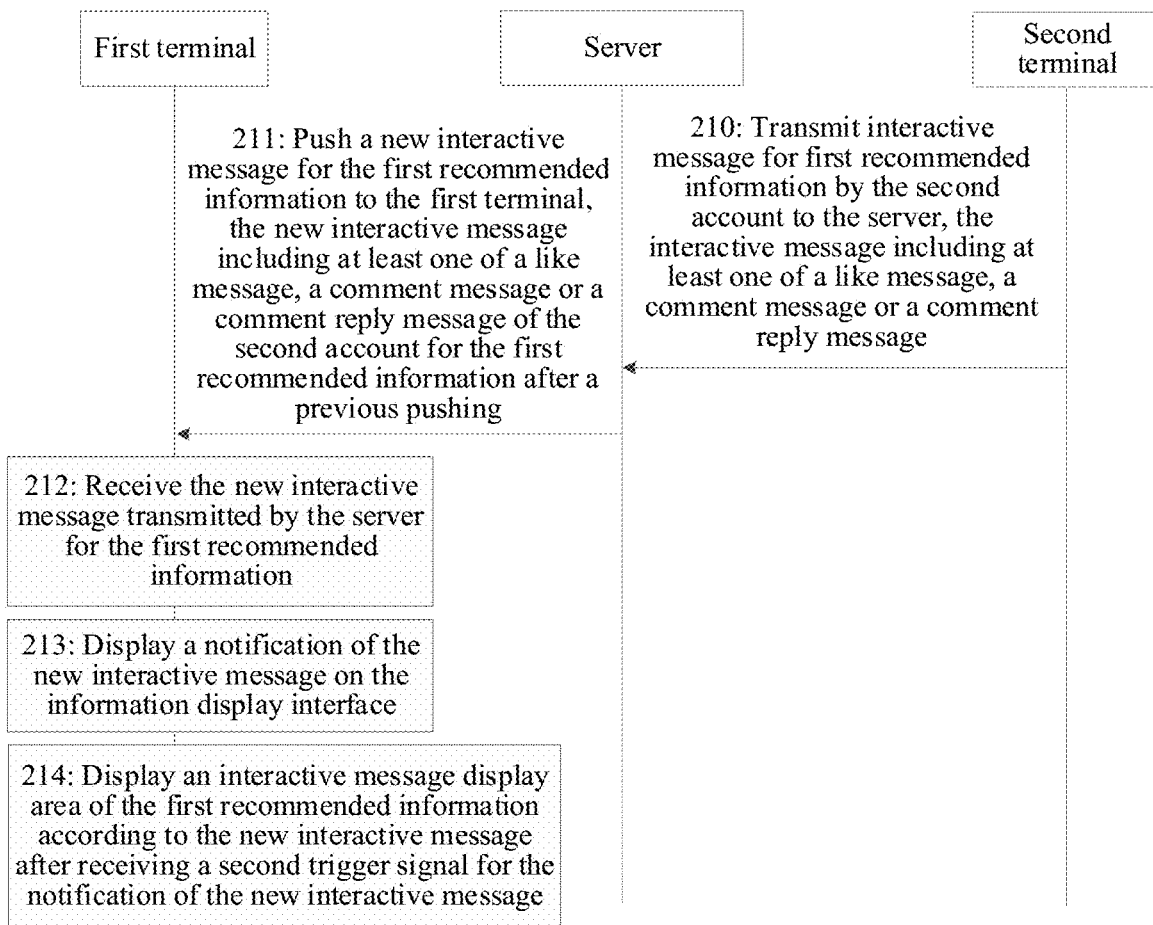 First terminal
Server
Second
terminal
210: Transmit interactive
message for first recommended
information by the second
account to the server, the
interactive message including at
least one of a like message, a
comment message or a comment
reply message
211: Push a new interactive
message for the first recommended
information to the first terminal,
the new interactive message
including at least one of a like
message, a comment message or a
comment reply message of the
second account for the first
recommended information after a
previous pushing
212: Receive the new interactive
message transmitted by the server
for the first recommended
information
213: Display a notification of the
new interactive message on the
information display interface
214: Display an interactive message display
area of the first recommended information
according to the new interactive message
after receiving a second trigger signal for the
notification of the new interactive message